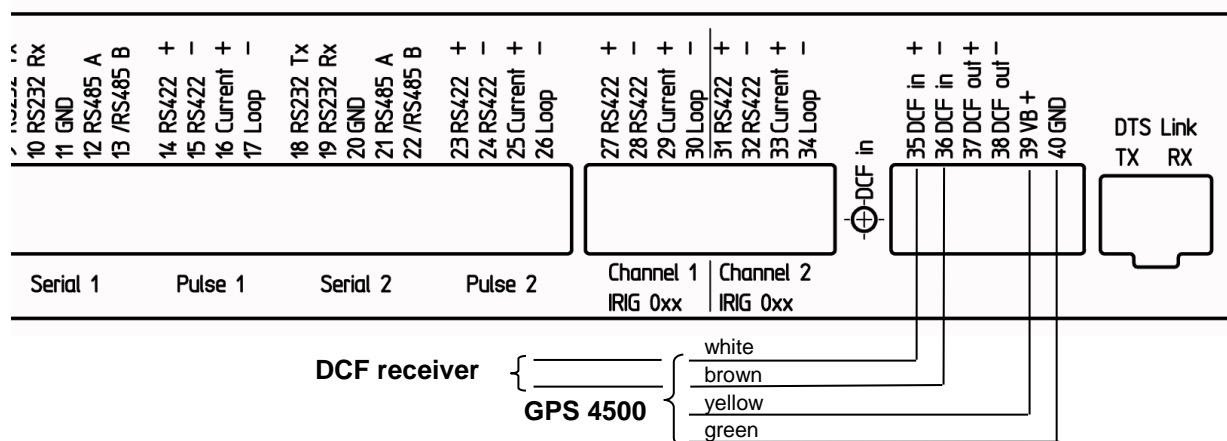 10 RS232 Rx
11 GND
12 RS485 A
13 /RS485 B
14 RS422 +
15 RS422 -
16 Current +
17 Loop -
18 RS232 Tx
19 RS232 Rx
20 GND
21 RS485 A
22 /RS485 B
23 RS422 +
24 RS422 -
25 Current +
26 Loop -
27 RS422 +
28 RS422 -
29 Current +
30 Loop -
31 RS422 +
32 RS422 -
33 Current +
34 Loop -
DCF in
35 DCF in +
36 DCF in -
37 DCF out +
38 DCF out -
39 VB +
40 GND
DTS Link
TX RX
Serial 1
Pulse 1
Serial 2
Pulse 2
Channel 1
IRIG 0xx
Channel 2
IRIG 0xx
DCF receiver
GPS 4500
white
brown
yellow
green